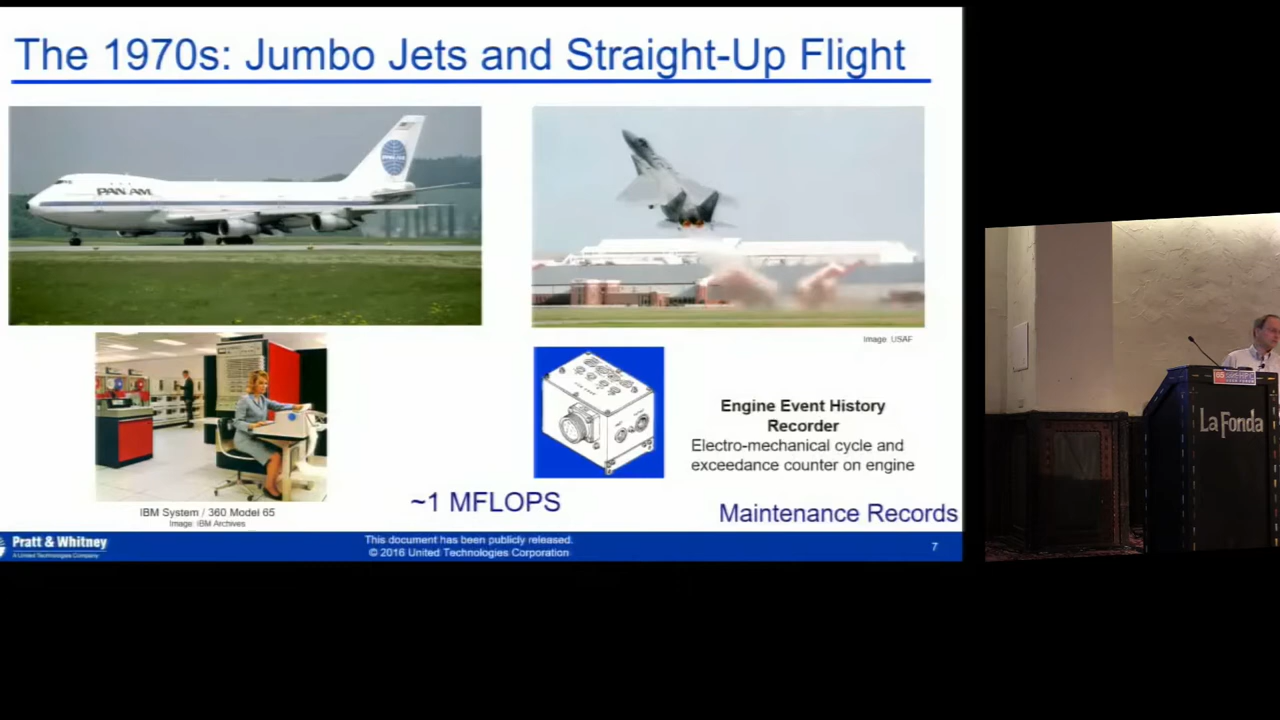 The 1970s: Jumbo Jets and Straight-Up Flight
PAN AM
Image USAF
Engine Event History
Recorder
Electro-mechanical cycle and
exceedance counter on engine
IBM System / 360 Model 65
Image: IBM Archives
~1 MFLOPS
Maintenance Records
Pratt & Whitney
A United Technologies Company
This document has been publicly released.
© 2016 United Technologies Corporation
7
La Fonda